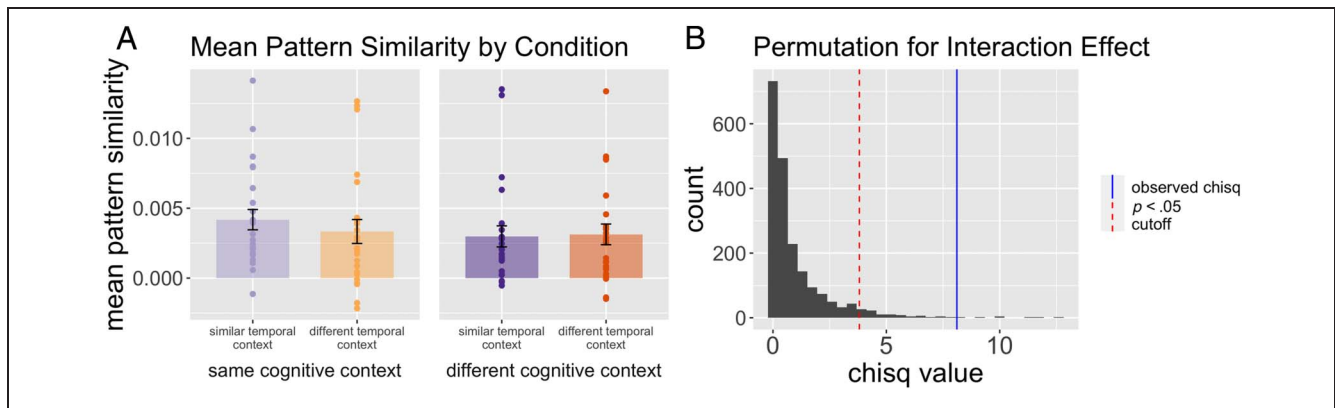 A
Mean Pattern Similarity by Condition
mean pattern similarity
0.010
0.005
0.000
similar temporal
context
different temporal
context
same cognitive context
similar temporal
context
different temporal
context
different cognitive context
B
Permutation for Interaction Effect
count
600
400
200
0
0
5
10
chisq value
observed chisq
p < .05
cutoff